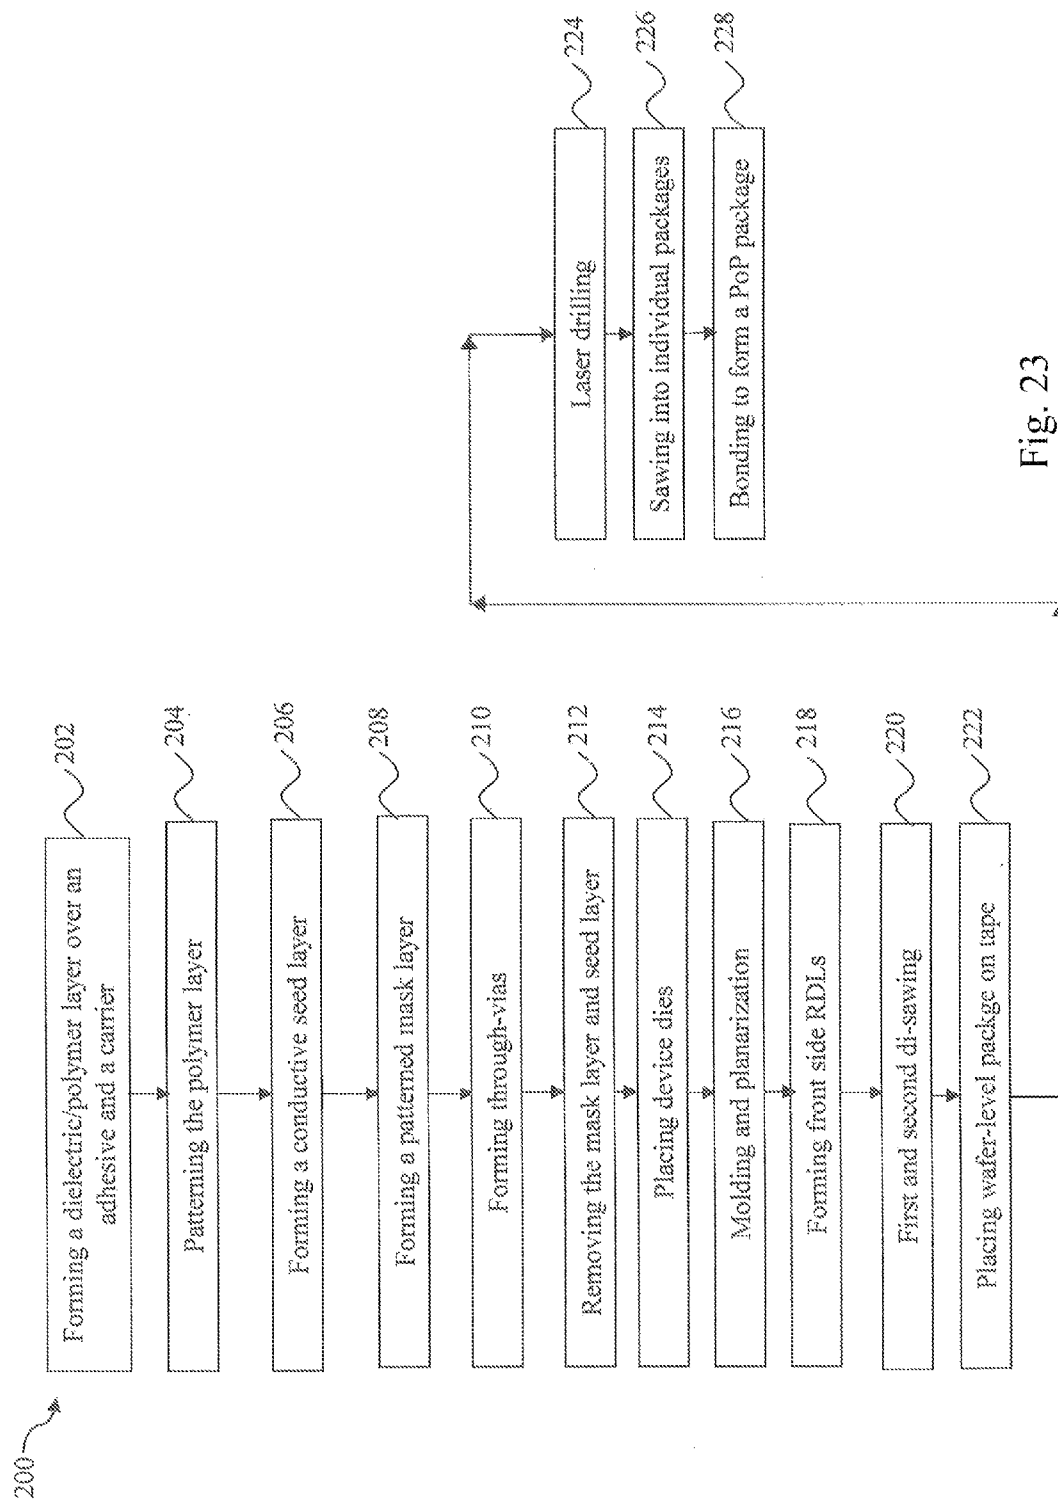 200
Forming a dielectric/polymer layer over an
adhesive and a carrier
202
Patterning the polymer layer
204
Forming a conductive seed layer
206
Forming a patterned mask layer
208
Forming through-vias
210
Removing the mask layer and seed layer
212
Placing device dies
214
Molding and planarization
216
Forming front side RDLs
218
First and second di-sawing
220
Placing wafer-level packge on tape
222
Laser drilling
224
Sawing into individual packages
226
Bonding to form a PoP package
228
Fig. 23